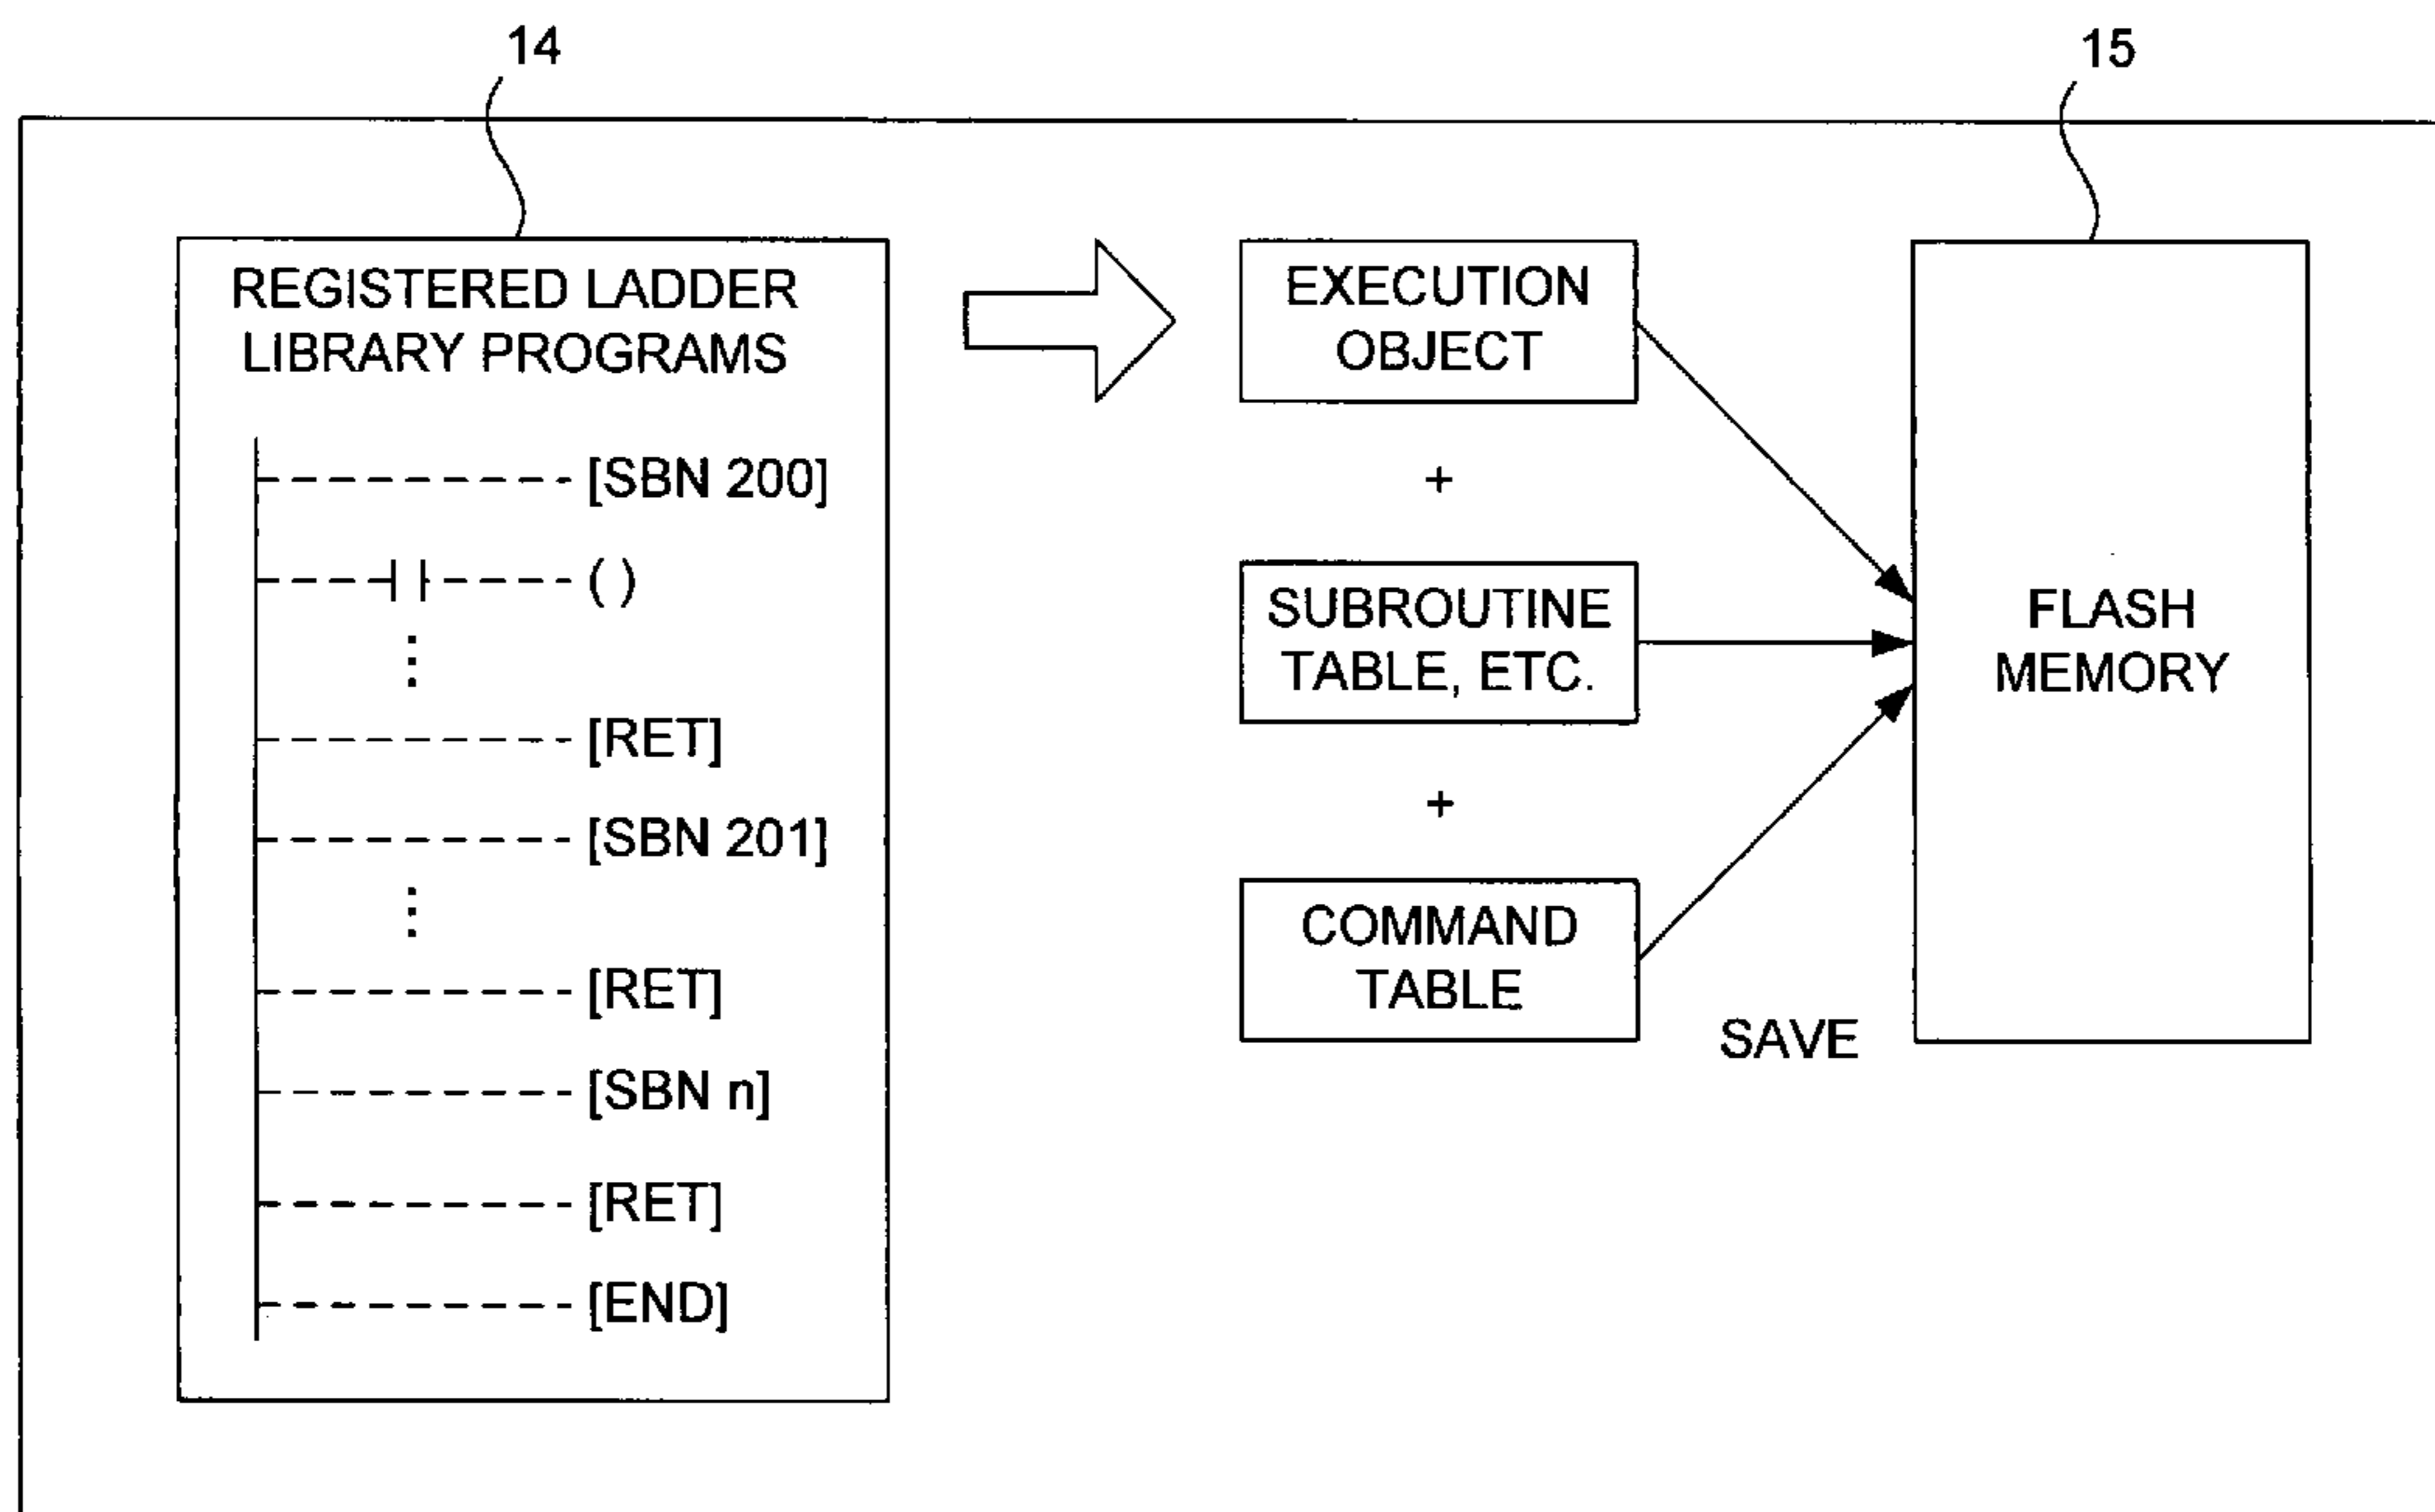 14
15
REGISTERED LADDER
LIBRARY PROGRAMS
[SBN 200]
( )
[RET]
[SBN 201]
[RET]
[SBN n]
[RET]
[END]
EXECUTION
OBJECT
+
SUBROUTINE
TABLE, ETC.
+
COMMAND
TABLE
SAVE
FLASH
MEMORY